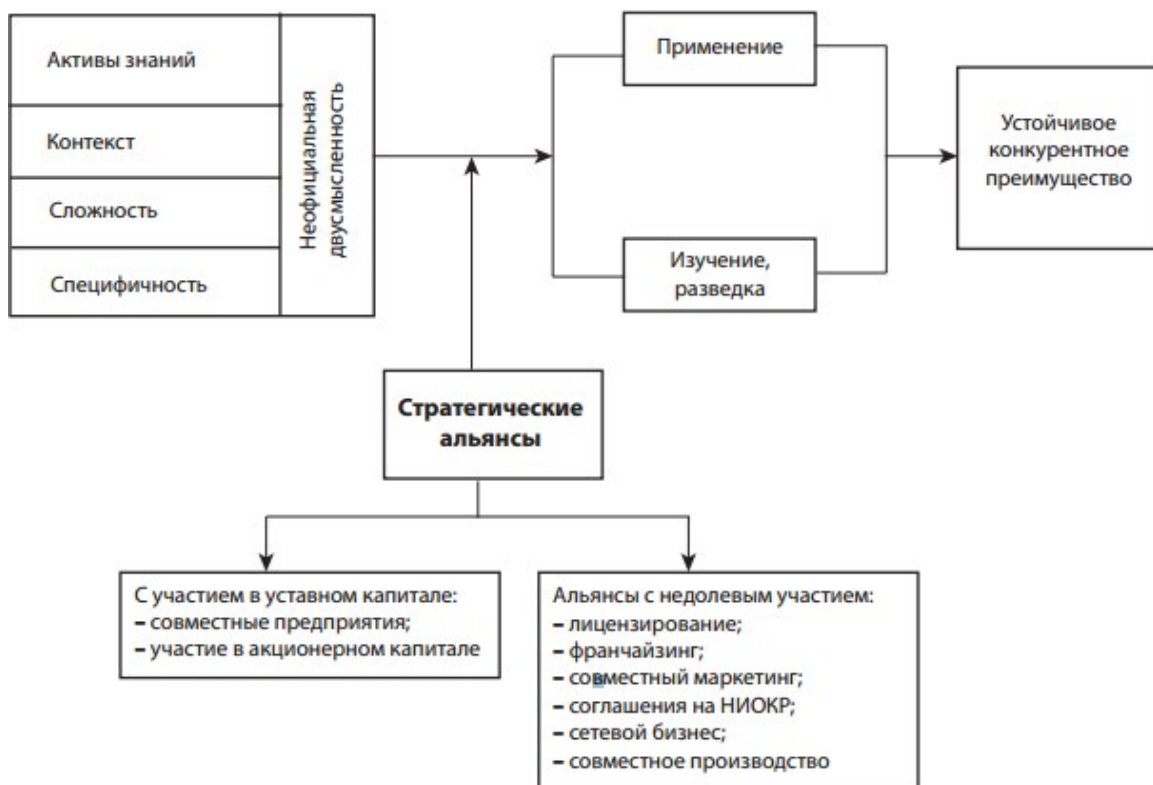 Активы знаний
Контекст
Сложность
Специфичность
Неофициальная
двусмысленность
Применение
Изучение,
разведка
Устойчивое
конкурентное
преимущество
Стратегические
альянсы
С участием в уставном капитале:
– совместные предприятия;
– участие в акционерном капитале
Альянсы с недолевым участием:
– лицензирование;
– франчайзинг;
– совместный маркетинг;
– соглашения на НИОКР;
– сетевой бизнес;
– совместное производство